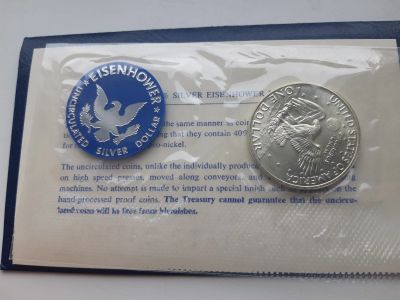 EISENHOWER
UNCIRCULATED
SILVER DOLLAR
SILVER EISENHOWER
the same manner as coin
ing that they contain 40%
o-nickel.
The uncirculated coins, unlike the individually produc
on high speed presses, moved along conveyors, and
machines. No attempt is made to impart a special finish such
hand-processed proof coins. The Treasury cannot guarantee that the uncircu-
lated coins will be free from blemishes.
UNITED STATES OF AMERICA
ONE DOLLAR